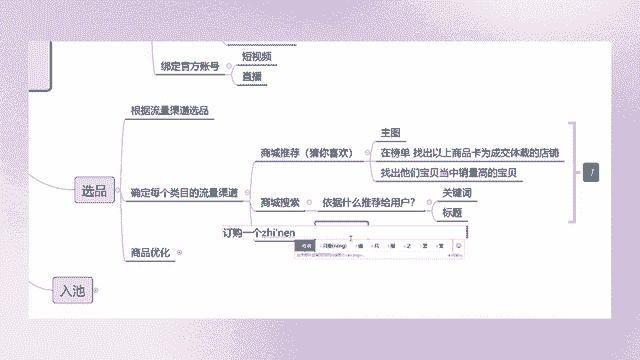 短视频
绑定官方账号
直播
根据流量渠道选品
主图
商城推荐（猜你喜欢）
在榜单 找出以上商品卡为成交体裁的店铺
找出他们宝贝当中销量高的宝贝
选品
确定每个类目的流量渠道
关键词
商城搜索
依据什么推荐给用户？
标题
订购一个zhi'nen
商品优化
入池
1